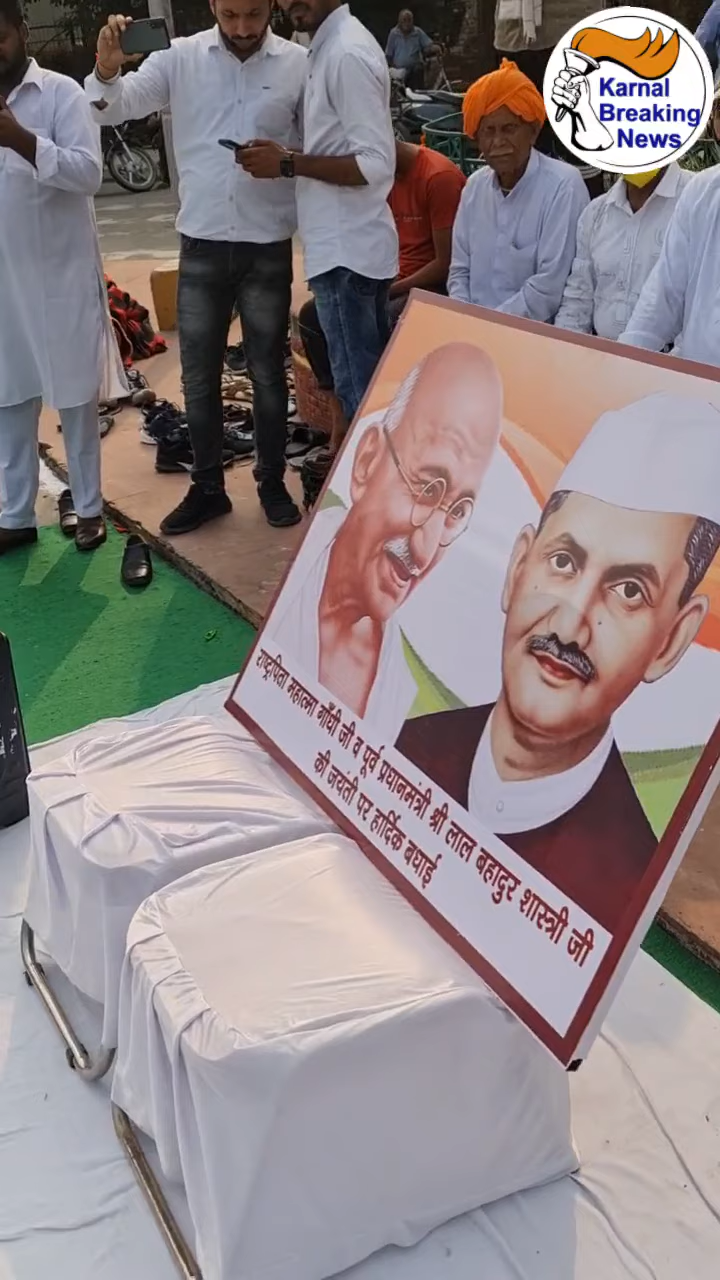 Karnal
Breaking
News
राष्ट्रपिता महात्मा गाँधी जी व पूर्व प्रधानमंत्री श्री लाल बहादुर शास्त्री जी
की जयंती पर हार्दिक बधाई